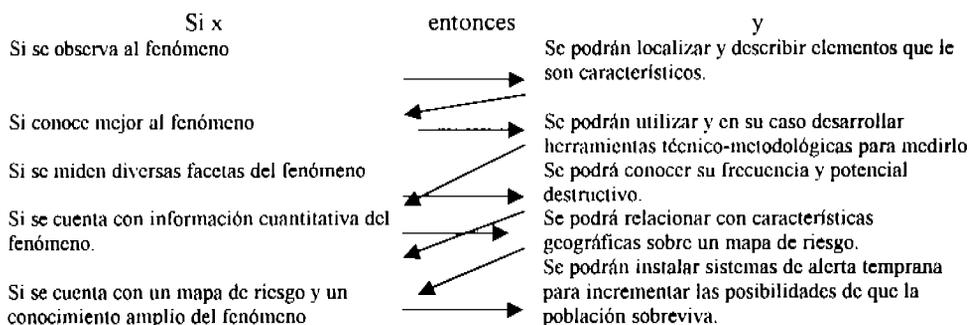 Si x entonces y
Si se observa al fenómeno
Se podrán localizar y describir elementos que le
son característicos.
Si conoce mejor al fenómeno
Se podrán utilizar y en su caso desarrollar
herramientas técnico-metodológicas para medirlo
Si se miden diversas facetas del fenómeno
Se podrá conocer su frecuencia y potencial
destructivo.
Si se cuenta con información cuantitativa del
fenómeno.
Se podrá relacionar con características
geográficas sobre un mapa de riesgo.
Si se cuenta con un mapa de riesgo y un
conocimiento amplio del fenómeno
Se podrán instalar sistemas de alerta temprana
para incrementar las posibilidades de que la
población sobreviva.